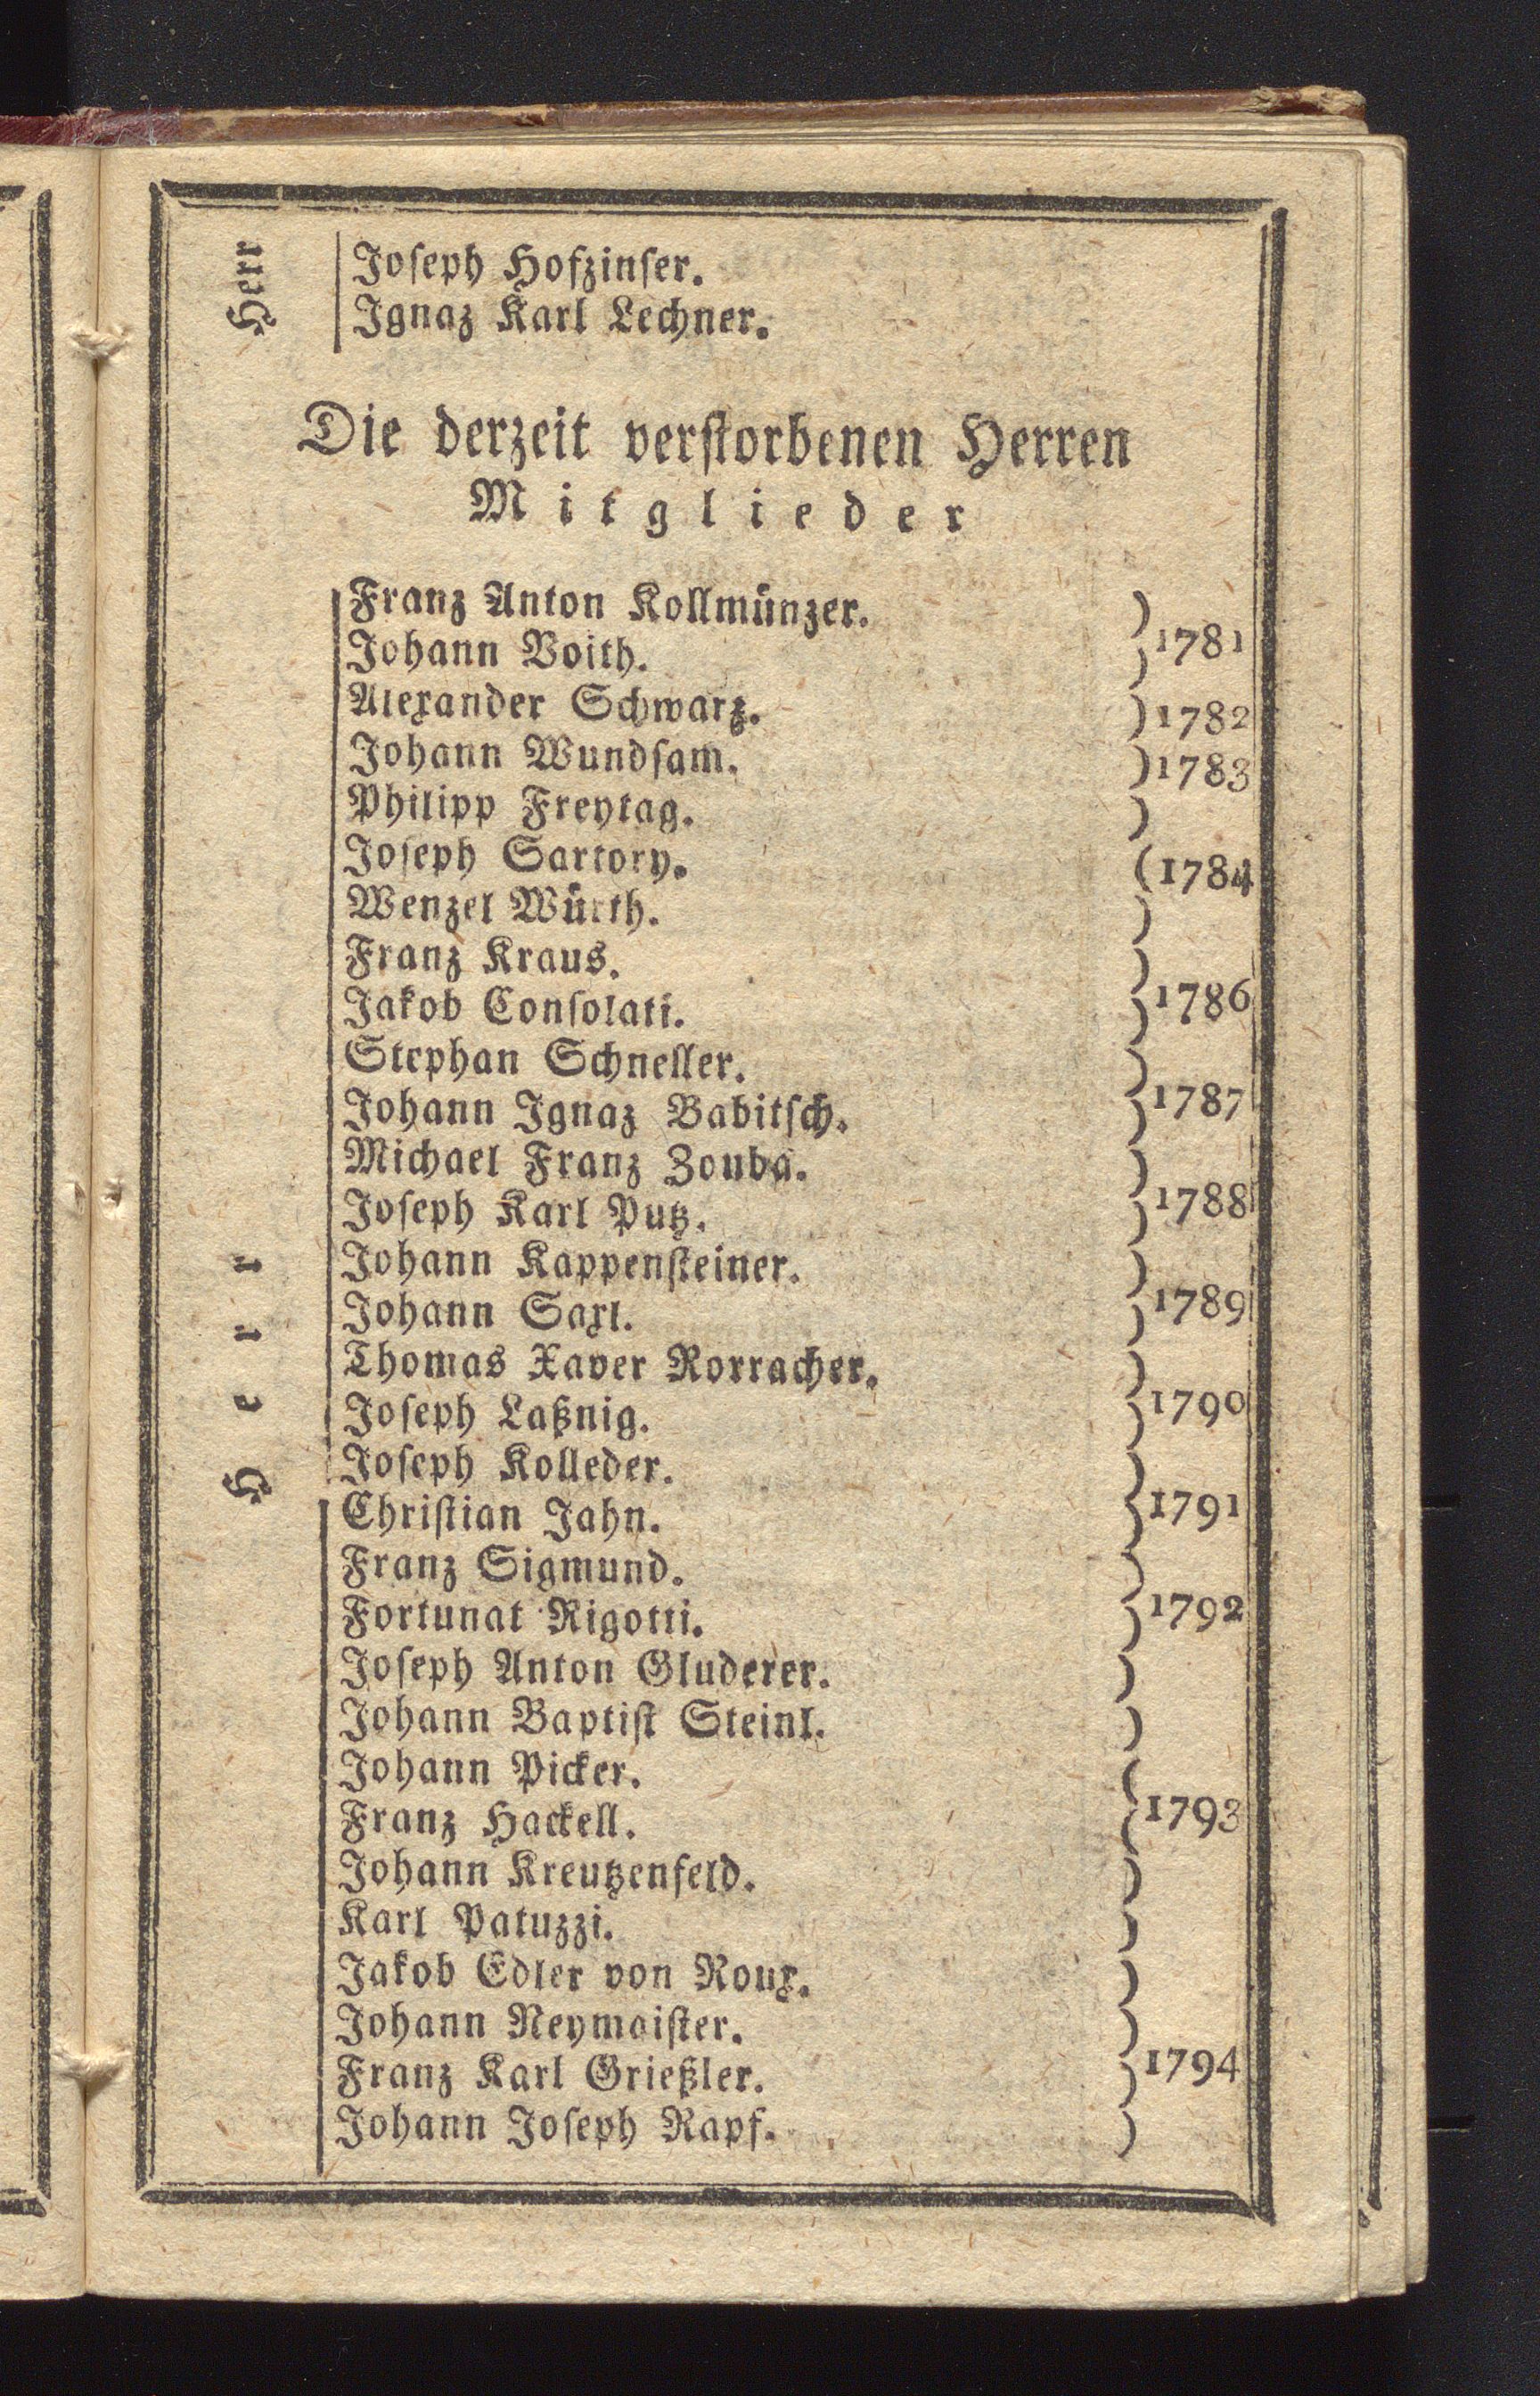 Herr
Joseph Hofzinser.
Ignaz Karl Lechner.
Die derzeit verstorbenen Herren
Mitglieder
Herr
Franz Anton Kollmünzer.
Johann Voith. 1781
Alexander Schwarz. 1782
Johann Wundsam. 1783
Philipp Freytag.
Joseph Sartory. 1784
Wenzel Würth.
Franz Kraus.
Jakob Consolati. 1786
Stephan Schneller.
Johann Ignaz Babitsch. 1787
Michael Franz Zouba.
Joseph Karl Putz. 1788
Johann Kappensteiner.
Johann Saxl. 1789
Thomas Xaver Rorracher.
Joseph Laßnig. 1790
Joseph Kolleder.
Christian Jahn. 1791
Franz Sigmund.
Fortunat Rigotti. 1792
Joseph Anton Gluderer.
Johann Baptist Steinl.
Johann Picker.
Franz Hackell. 1793
Johann Kreutzenfeld.
Karl Patuzzi.
Jakob Edler von Roux.
Johann Neymaister.
Franz Karl Grießler. 1794
Johann Joseph Rapf.